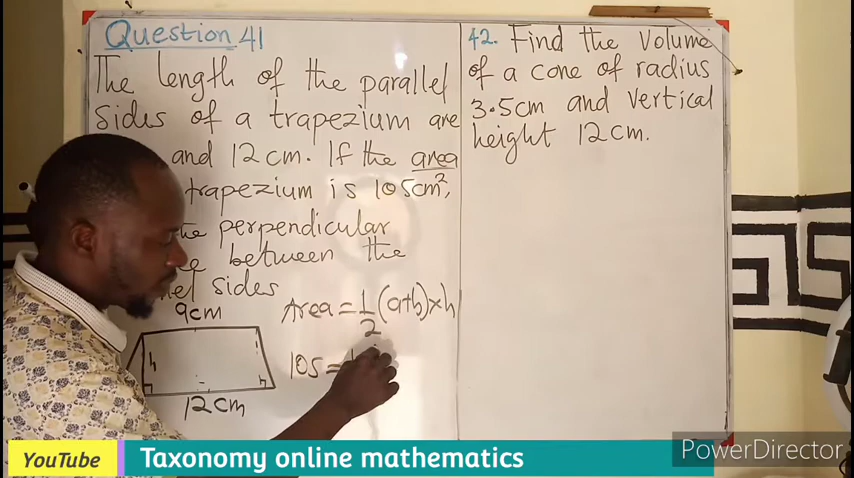 Question 41
The length of the parallel
sides of a trapezium are
and 12cm. If the area
trapezium is 105cm²,
perpendicular
between the
sides
9cm
h
h
12cm
Area = 1/2 (a+b) × h
105 =
42. Find the volume
of a cone of radius
3.5cm and vertical
height 12cm.
PowerDirector
YouTube
Taxonomy online mathematics